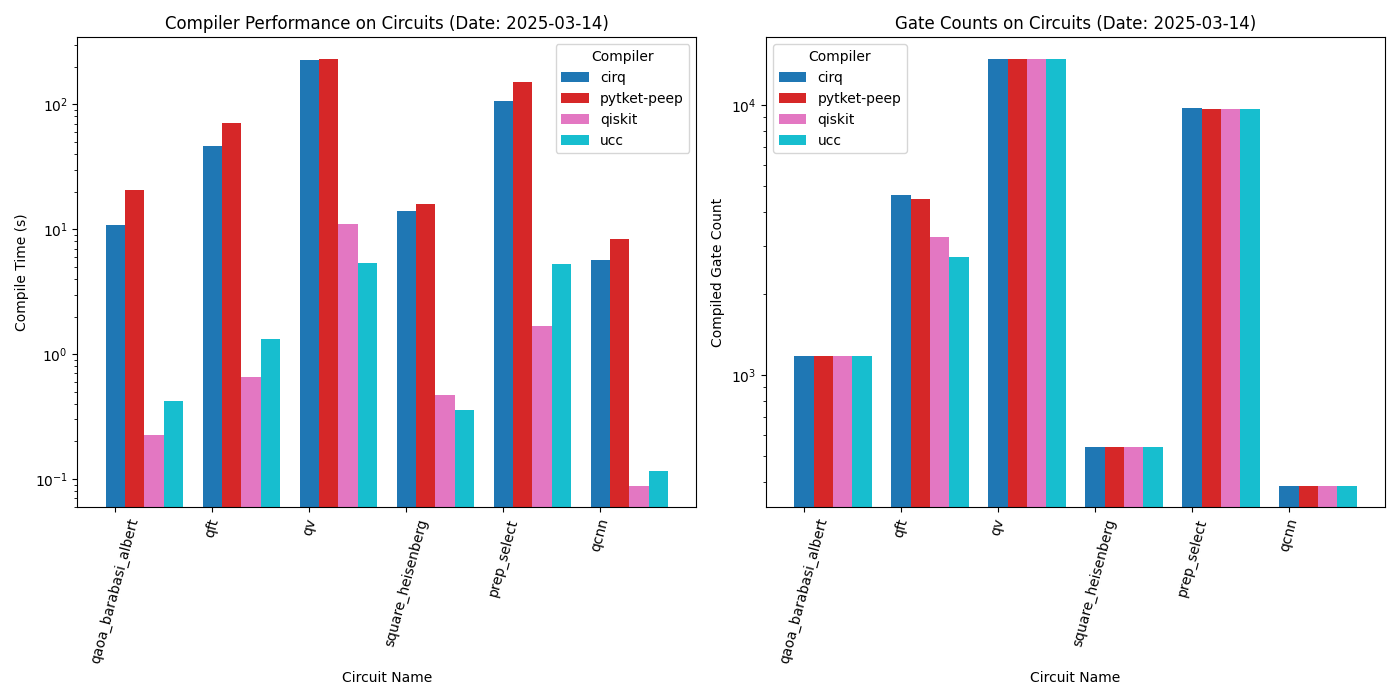 Compiler Performance on Circuits (Date: 2025-03-14)
Compile Time (s)
10²
10¹
10⁰
10⁻¹
Compiler
cirq
pytket-peep
qiskit
ucc
qaoa_barabasi_albert
qft
qv
square_heisenberg
prep_select
qcnn
Circuit Name
Gate Counts on Circuits (Date: 2025-03-14)
Compiled Gate Count
10⁴
10³
Compiler
cirq
pytket-peep
qiskit
ucc
qaoa_barabasi_albert
qft
qv
square_heisenberg
prep_select
qcnn
Circuit Name